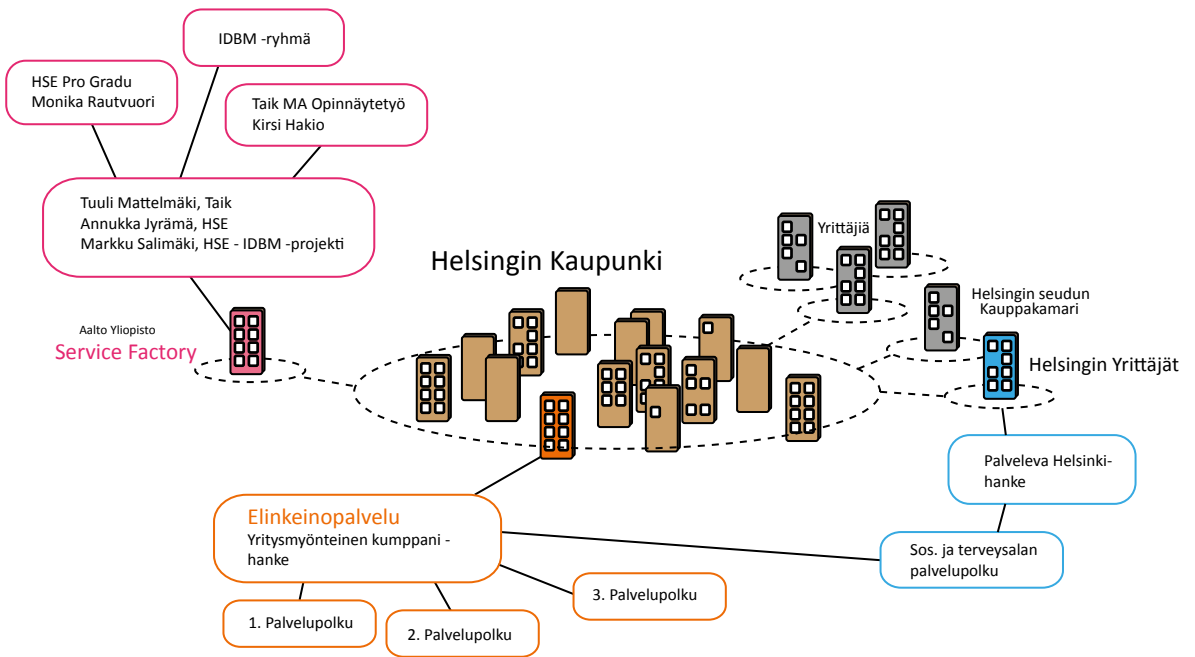 IDBM -ryhmä
HSE Pro Gradu
Monika Rautvuori
Taik MA Opinnäytetyö
Kirsi Hakio
Tuuli Mattelmäki, Taik
Annukka Jyrämä, HSE
Markku Salimäki, HSE - IDBM -projekti
Aalto Yliopisto
Service Factory
Helsingin Kaupunki
Yrittäjiä
Helsingin seudun
Kauppakamari
Helsingin Yrittäjät
Palveleva Helsinki-
hanke
Sos. ja terveysalan
palvelupolku
Elinkeinopalvelu
Yritysmyönteinen kumppani -
hanke
1. Palvelupolku
2. Palvelupolku
3. Palvelupolku